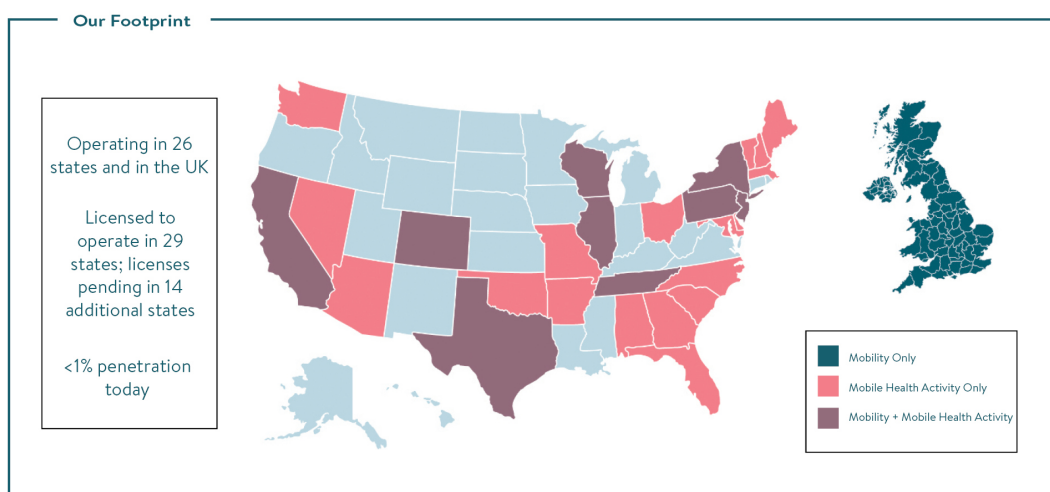 Our Footprint
Operating in 26
states and in the UK
Licensed to
operate in 29
states; licenses
pending in 14
additional states
<1% penetration
today
Mobility Only
Mobile Health Activity Only
Mobility + Mobile Health Activity